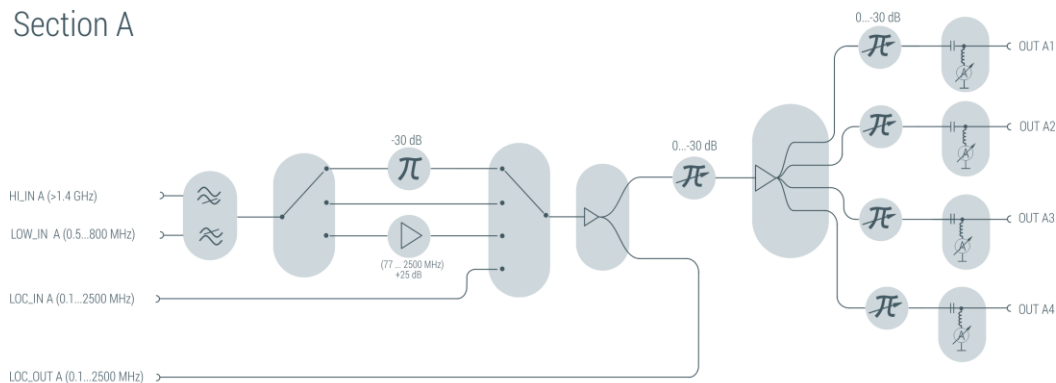 Section A
0...-30 dB
OUT A1
OUT A2
-30 dB
0...-30 dB
HI_IN A (>1.4 GHz)
LOW_IN A (0.5...800 MHz)
(77 ... 2500 MHz)
+25 dB
OUT A3
LOC_IN A (0.1...2500 MHz)
OUT A4
LOC_OUT A (0.1...2500 MHz)
π
π
π
π
π
π
A
A
A
A